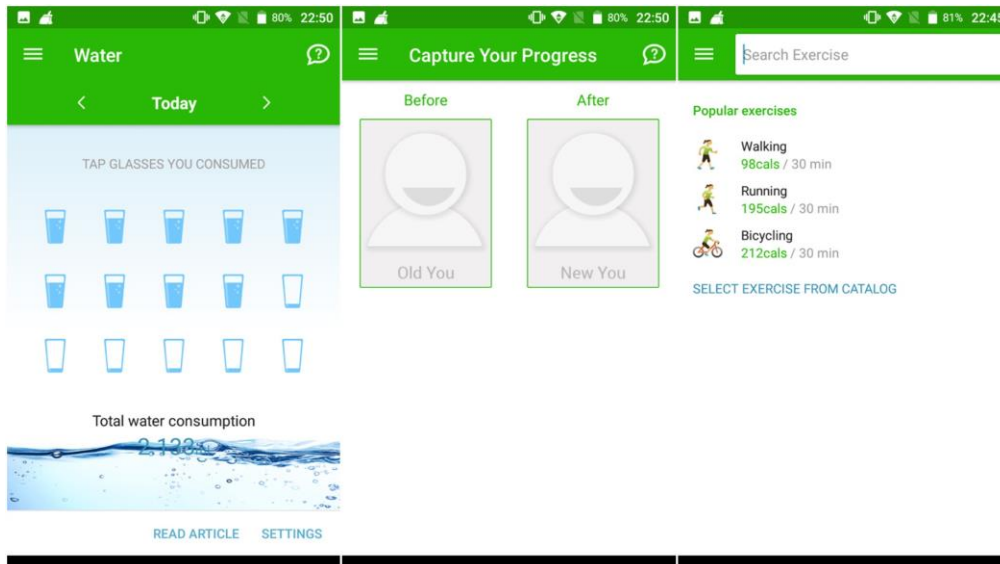 80% 22:50
Water
Today
TAP GLASSES YOU CONSUMED
Total water consumption
READ ARTICLE SETTINGS
80% 22:50
Capture Your Progress
Before After
Old You New You
81% 22:45
Search Exercise
Popular exercises
Walking
98cals / 30 min
Running
195cals / 30 min
Bicycling
212cals / 30 min
SELECT EXERCISE FROM CATALOG